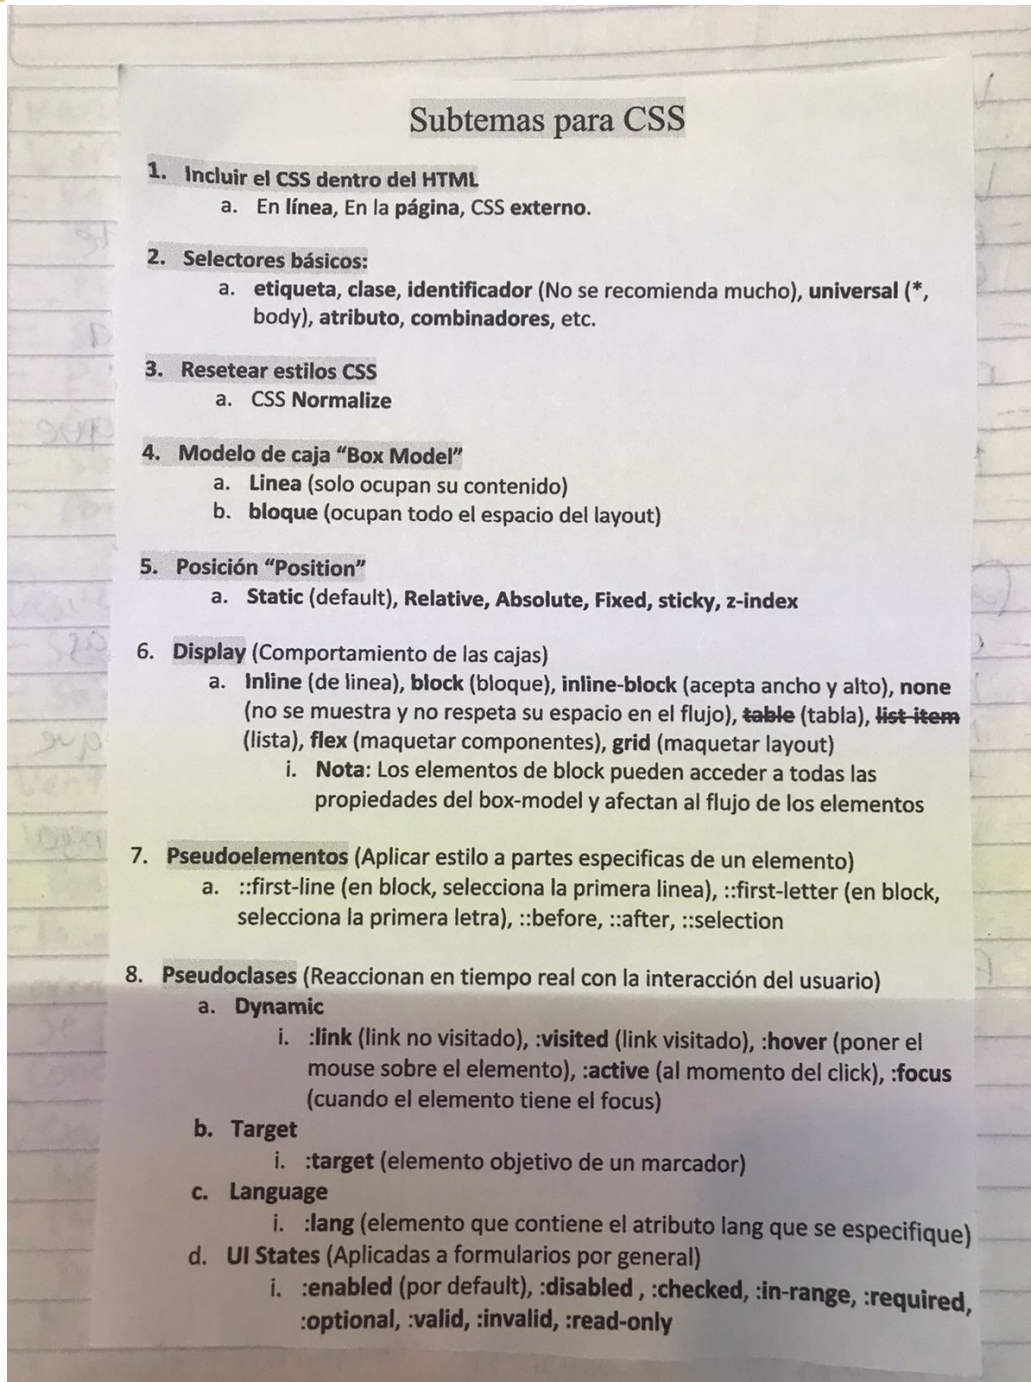 Subtemas para CSS
1. Incluir el CSS dentro del HTML
a. En línea, En la página, CSS externo.
2. Selectores básicos:
a. etiqueta, clase, identificador (No se recomienda mucho), universal (*,
body), atributo, combinadores, etc.
3. Resetear estilos CSS
a. CSS Normalize
4. Modelo de caja “Box Model”
a. Linea (solo ocupan su contenido)
b. bloque (ocupan todo el espacio del layout)
5. Posición “Position”
a. Static (default), Relative, Absolute, Fixed, sticky, z-index
6. Display (Comportamiento de las cajas)
a. Inline (de linea), block (bloque), inline-block (acepta ancho y alto), none
(no se muestra y no respeta su espacio en el flujo), table (tabla), list-item
(lista), flex (maquetar componentes), grid (maquetar layout)
i. Nota: Los elementos de block pueden acceder a todas las
propiedades del box-model y afectan al flujo de los elementos
7. Pseudoelementos (Aplicar estilo a partes especificas de un elemento)
a. ::first-line (en block, selecciona la primera linea), ::first-letter (en block,
selecciona la primera letra), ::before, ::after, ::selection
8. Pseudoclases (Reaccionan en tiempo real con la interacción del usuario)
a. Dynamic
i. :link (link no visitado), :visited (link visitado), :hover (poner el
mouse sobre el elemento), :active (al momento del click), :focus
(cuando el elemento tiene el focus)
b. Target
i. :target (elemento objetivo de un marcador)
c. Language
i. :lang (elemento que contiene el atributo lang que se especifique)
d. UI States (Aplicadas a formularios por general)
i. :enabled (por default), :disabled , :checked, :in-range, :required,
:optional, :valid, :invalid, :read-only